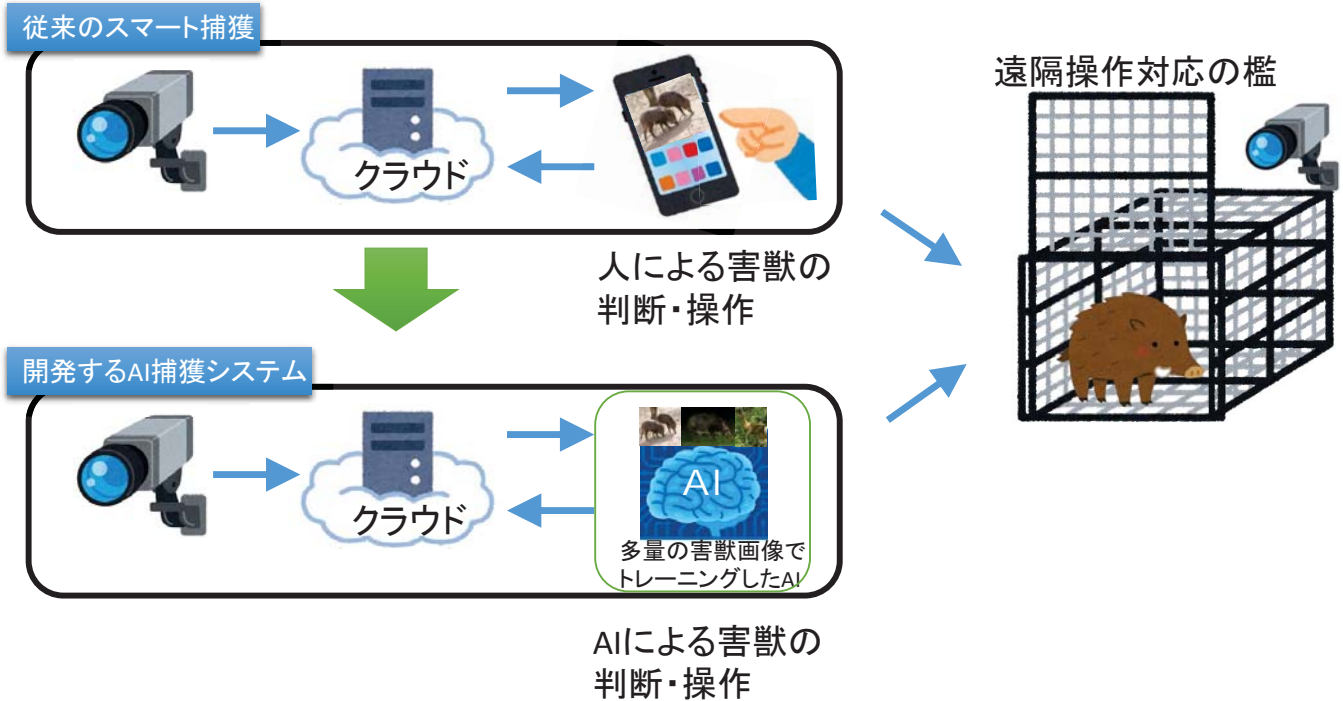 従来のスマート捕獲
クラウド
人による害獣の
判断・操作
遠隔操作対応の檻
開発するAI捕獲システム
クラウド
AI
多量の害獣画像で
トレーニングしたAI
AIによる害獣の
判断・操作